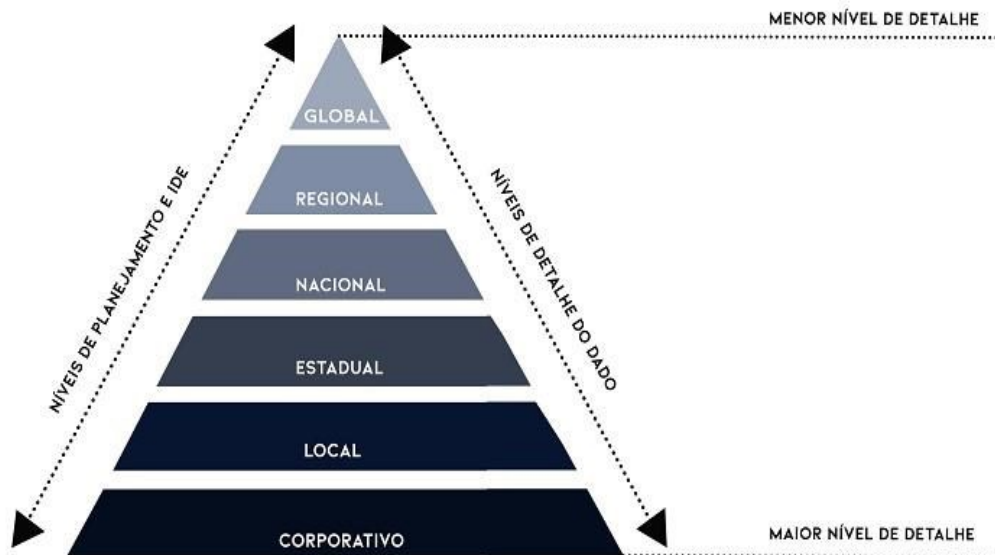 MENOR NÍVEL DE DETALHE
GLOBAL
REGIONAL
NACIONAL
ESTADUAL
LOCAL
CORPORATIVO
NÍVEIS DE PLANEJAMENTO E IDE
NÍVEIS DE DETALHE DO DADO
MAIOR NÍVEL DE DETALHE